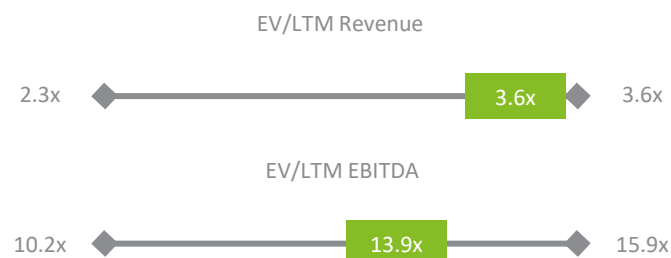 EV/LTM Revenue
2.3x 3.6x 3.6x
EV/LTM EBITDA
10.2x 13.9x 15.9x